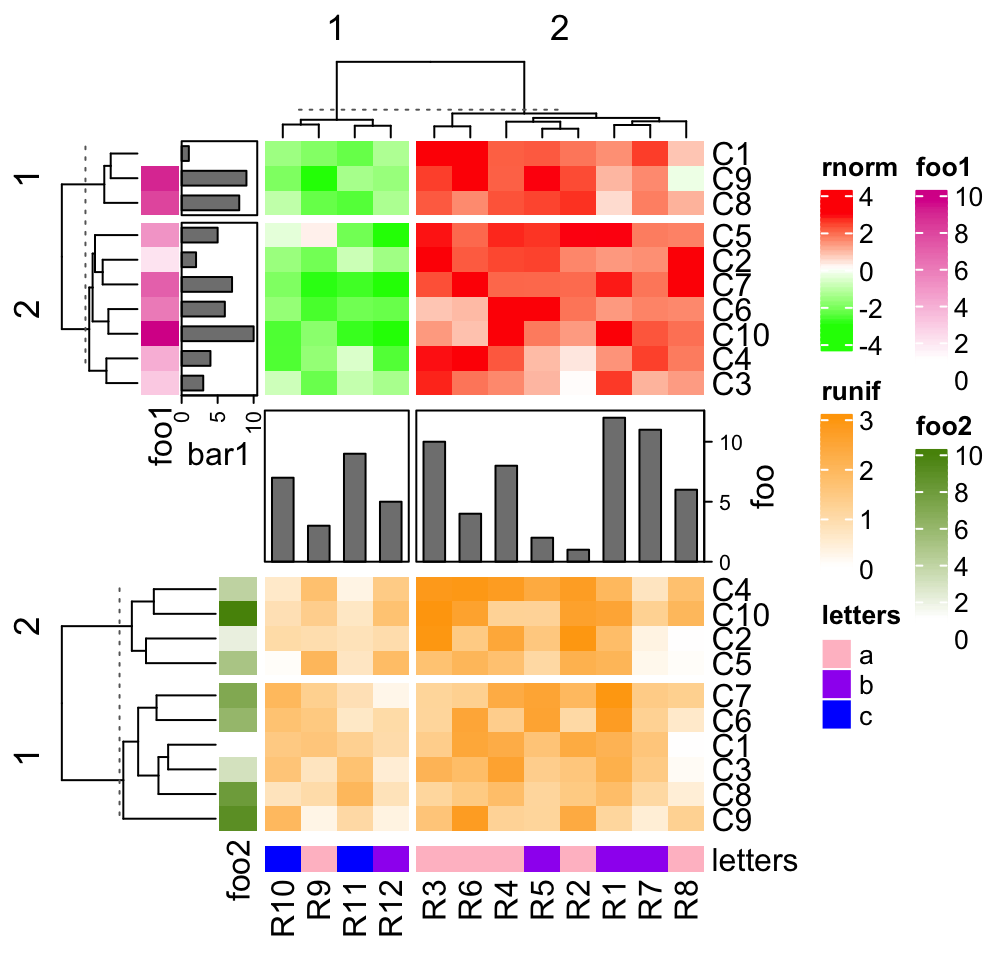 1 2
1
2
C1
C9
C8
C5
C2
C7
C6
C10
C4
C3
foo1
0 5 10
bar1
10
5
0
foo
2
1
C4
C10
C2
C5
C7
C6
C1
C3
C8
C9
foo2
letters
R10 R9 R11 R12 R3 R6 R4 R5 R2 R1 R7 R8
rnorm
4
2
0
-2
-4
runif
3
2
1
0
letters
a
b
c
foo1
10
8
6
4
2
0
foo2
10
8
6
4
2
0